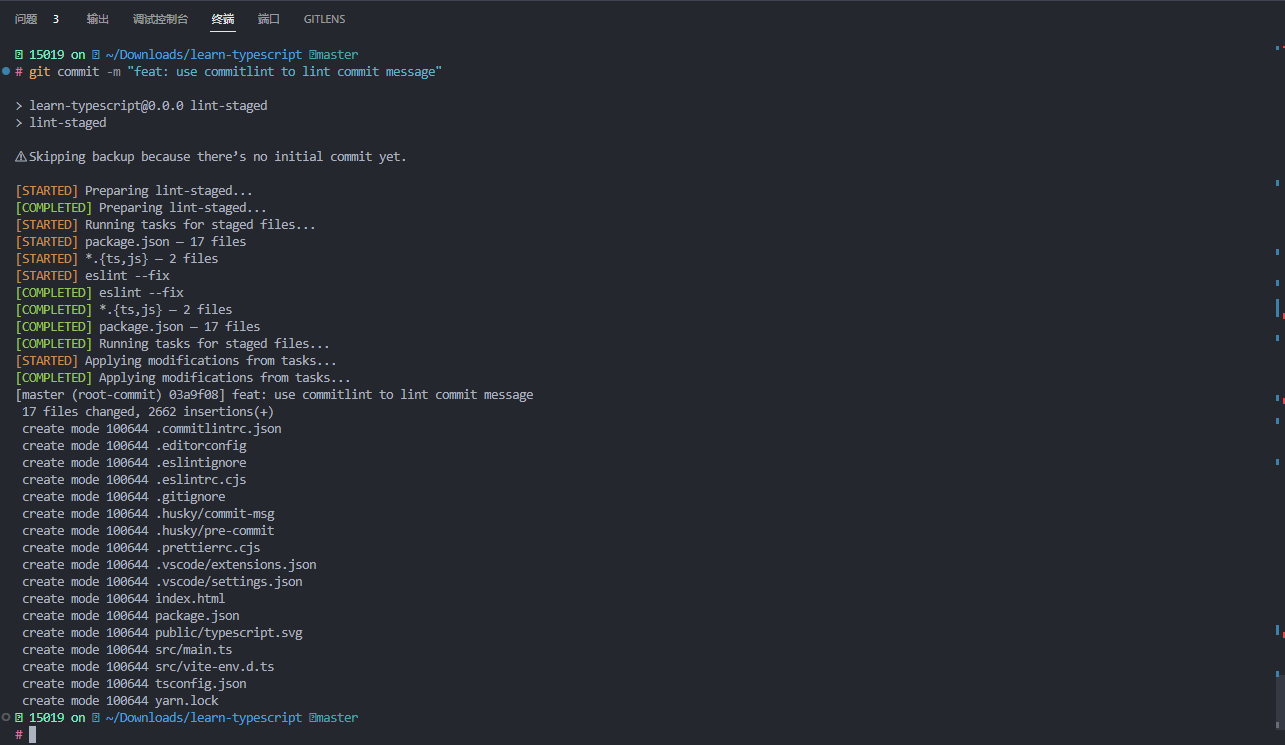 问题 3 输出 调试控制台 终端 端口 GITLENS
15019 on ~/Downloads/learn-typescript master
# git commit -m "feat: use commitlint to lint commit message"
> learn-typescript@0.0.0 lint-staged
> lint-staged
⚠Skipping backup because there’s no initial commit yet.
[STARTED] Preparing lint-staged...
[COMPLETED] Preparing lint-staged...
[STARTED] Running tasks for staged files...
[STARTED] package.json — 17 files
[STARTED] *.{ts,js} — 2 files
[STARTED] eslint --fix
[COMPLETED] eslint --fix
[COMPLETED] *.{ts,js} — 2 files
[COMPLETED] package.json — 17 files
[COMPLETED] Running tasks for staged files...
[STARTED] Applying modifications from tasks...
[COMPLETED] Applying modifications from tasks...
[master (root-commit) 03a9f08] feat: use commitlint to lint commit message
17 files changed, 2662 insertions(+)
create mode 100644 .commitlintrc.json
create mode 100644 .editorconfig
create mode 100644 .eslintignore
create mode 100644 .eslintrc.cjs
create mode 100644 .gitignore
create mode 100644 .husky/commit-msg
create mode 100644 .husky/pre-commit
create mode 100644 .prettierrc.cjs
create mode 100644 .vscode/extensions.json
create mode 100644 .vscode/settings.json
create mode 100644 index.html
create mode 100644 package.json
create mode 100644 public/typescript.svg
create mode 100644 src/main.ts
create mode 100644 src/vite-env.d.ts
create mode 100644 tsconfig.json
create mode 100644 yarn.lock
15019 on ~/Downloads/learn-typescript master
#